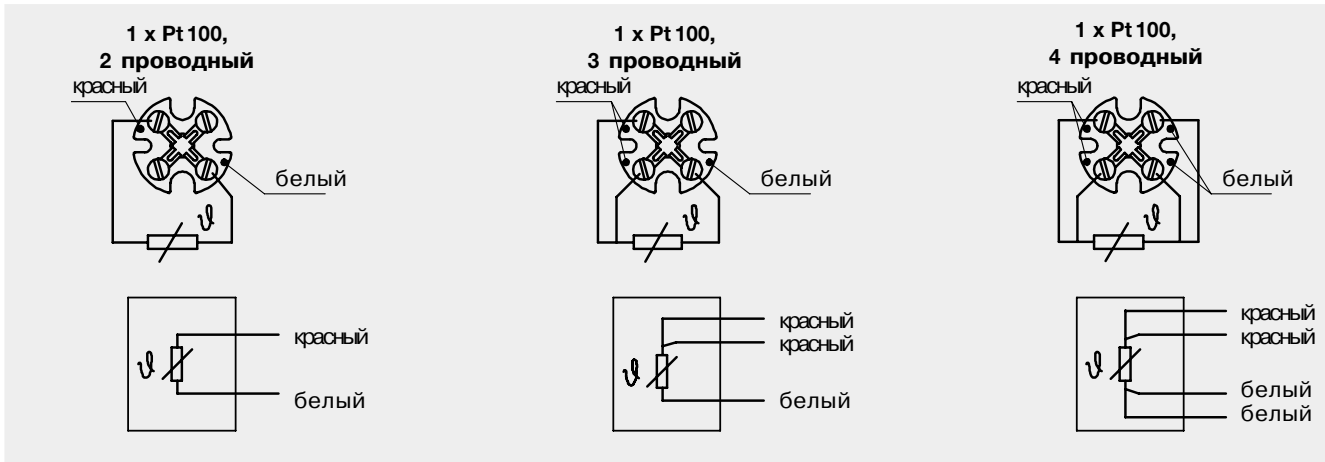 1 x Pt 100,
2 проводный
красный
белый
ϑ
красный
ϑ
белый
1 x Pt 100,
3 проводный
красный
белый
ϑ
красный
красный
ϑ
белый
1 x Pt 100,
4 проводный
красный
белый
ϑ
красный
красный
ϑ
белый
белый